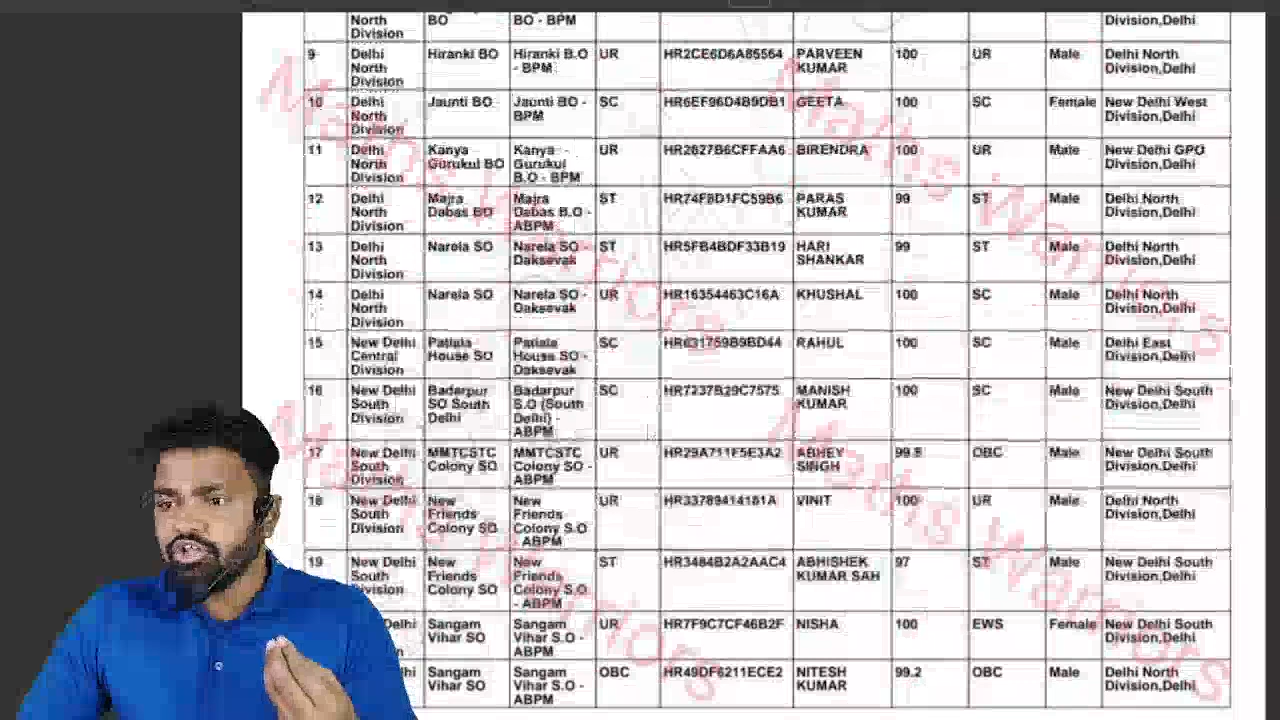 North Division BO BO - BPM Division,Delhi
9 Delhi North Division Hiranki BO Hiranki B.O - BPM UR HR2CE6D6A85564 PARVEEN KUMAR 100 UR Male Delhi North Division,Delhi
10 Delhi North Division Jaunti BO Jaunti BO - BPM SC HR6EF96D4B9DB1 GEETA 100 SC Female New Delhi West Division,Delhi
11 Delhi North Division Kanya Gurukul BO Kanya - Gurukul B.O - BPM UR HR2827B6CFFAA6 BIRENDRA 100 UR Male New Delhi GPO Division,Delhi
12 Delhi North Division Majra Dabas BO Majra Dabas B.O - ABPM ST HR74F8D1FC59B6 PARAS KUMAR 99 ST Male Delhi North Division,Delhi
13 Delhi North Division Narela SO Narela SO - Daksevak ST HR5FB4BDF33B19 HARI SHANKAR 99 ST Male Delhi North Division,Delhi
14 Delhi North Division Narela SO Narela SO - Daksevak UR HR16354463C16A KHUSHAL 100 SC Male Delhi North Division,Delhi
15 New Delhi Central Division Patiala House SO Patiala House SO - Daksevak SC RAHUL 100 SC Male Delhi East Division,Delhi
16 New Delhi South Division Badarpur SO South Delhi Badarpur S.O (South Delhi) - ABPM SC HR7237B29C7575 MANISH KUMAR 100 SC Male New Delhi South Division,Delhi
17 New Delhi South Division MMTCSTC Colony SO MMTCSTC Colony SO - ABPM UR HR29A711F5E3A2 ABHEY SINGH OBC Male New Delhi South Division,Delhi
18 New Delhi South Division New Friends Colony SO New Friends Colony S.O - ABPM UR HR33789414181A VINIT 100 UR Male Delhi North Division,Delhi
19 New Delhi South Division New Friends Colony SO New Friends Colony S.O - ABPM ST HR3484B2A2AAC4 ABHISHEK KUMAR SAH 97 ST Male New Delhi South Division,Delhi
Delhi Sangam Vihar SO Sangam Vihar S.O - ABPM UR HR7F9C7CF46B2F NISHA 100 EWS Female New Delhi South Division,Delhi
Sangam Vihar SO Sangam Vihar S.O - ABPM OBC HR49DF6211ECE2 NITESH KUMAR 99.2 OBC Male Delhi North Division,Delhi
Maths Warriors
Maths Warriors
Maths Warriors
Maths Warriors